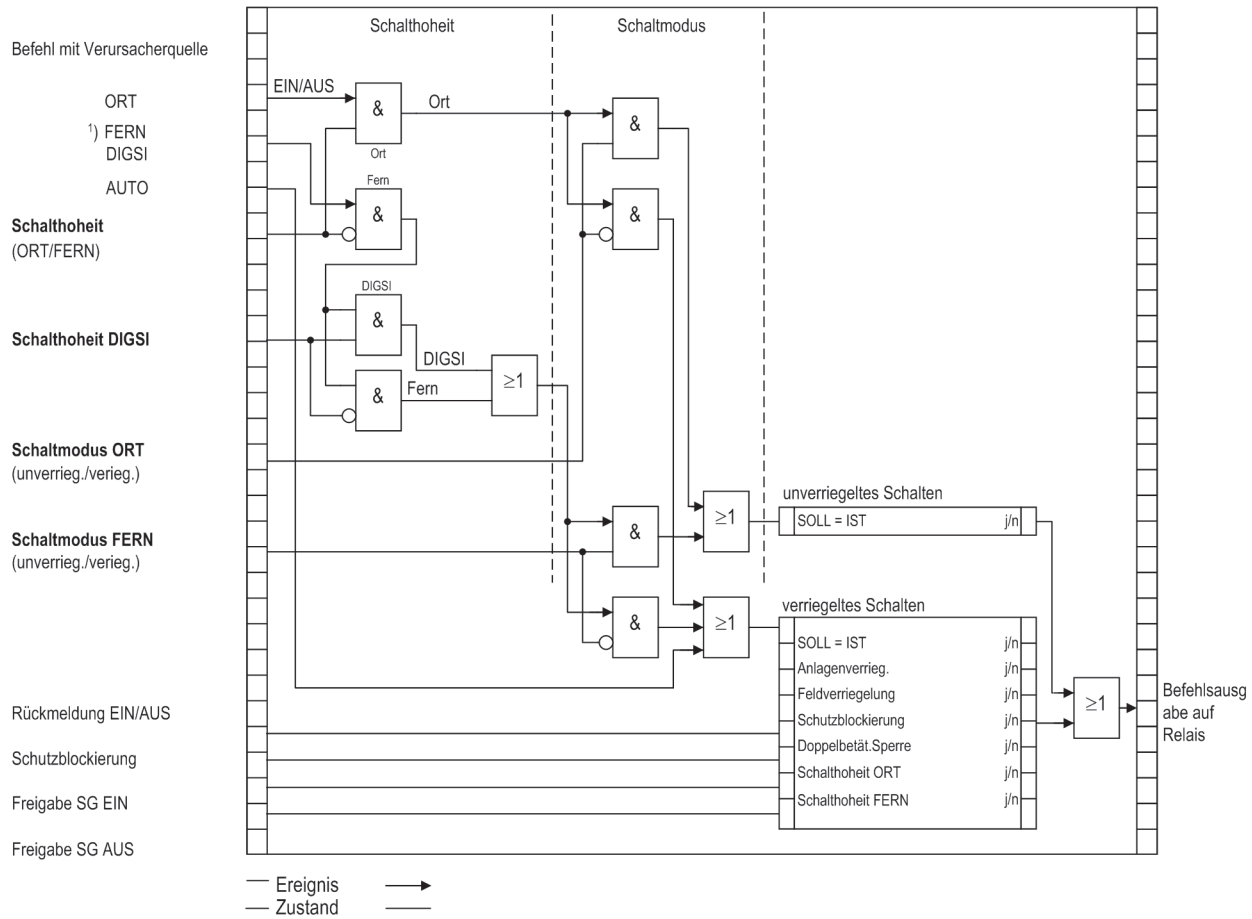 Schalthoheit
Schaltmodus
Befehl mit Verursacherquelle
EIN/AUS
ORT
&
Ort
&
¹) FERN
DIGSI
Ort
AUTO
Fern
&
&
Schalthoheit
(ORT/FERN)
DIGSI
&
Schalthoheit DIGSI
DIGSI
≥1
Fern
&
Schaltmodus ORT
(unverrieg./verieg.)
unverriegeltes Schalten
≥1
SOLL = IST j/n
&
Schaltmodus FERN
(unverrieg./verieg.)
verriegeltes Schalten
&
≥1
SOLL = IST j/n
Anlagenverrieg. j/n
Feldverriegelung j/n
Schutzblockierung j/n
Doppelbetät.Sperre j/n
Schalthoheit ORT j/n
Schalthoheit FERN j/n
≥1
Befehlsausg
abe auf
Relais
Rückmeldung EIN/AUS
Schutzblockierung
Freigabe SG EIN
Freigabe SG AUS
Ereignis
Zustand